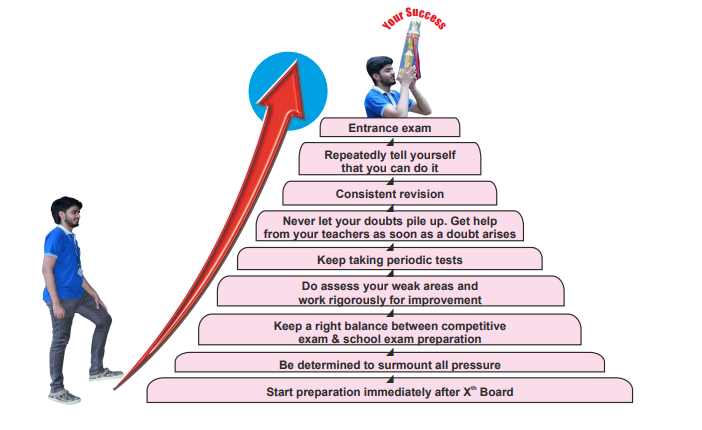 Your Success
Entrance exam
Repeatedly tell yourself
that you can do it
Consistent revision
Never let your doubts pile up. Get help
from your teachers as soon as a doubt arises
Keep taking periodic tests
Do assess your weak areas and
work rigorously for improvement
Keep a right balance between competitive
exam & school exam preparation
Be determined to surmount all pressure
Start preparation immediately after Xth Board